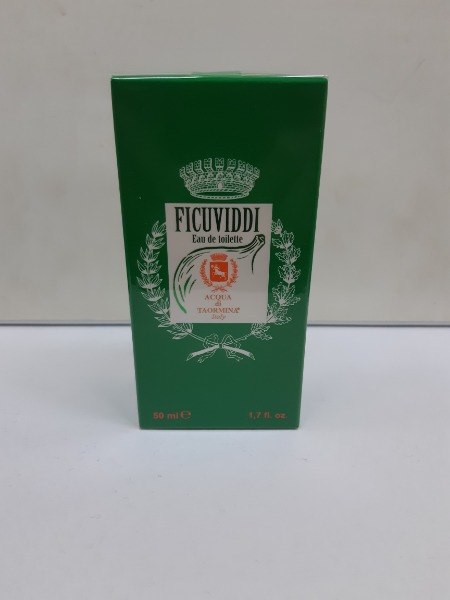 FICUVIDDI
Eau de toilette
ACQUA
di
TAORMINA®
Italy
50 ml ℮
1,7 fl. oz.